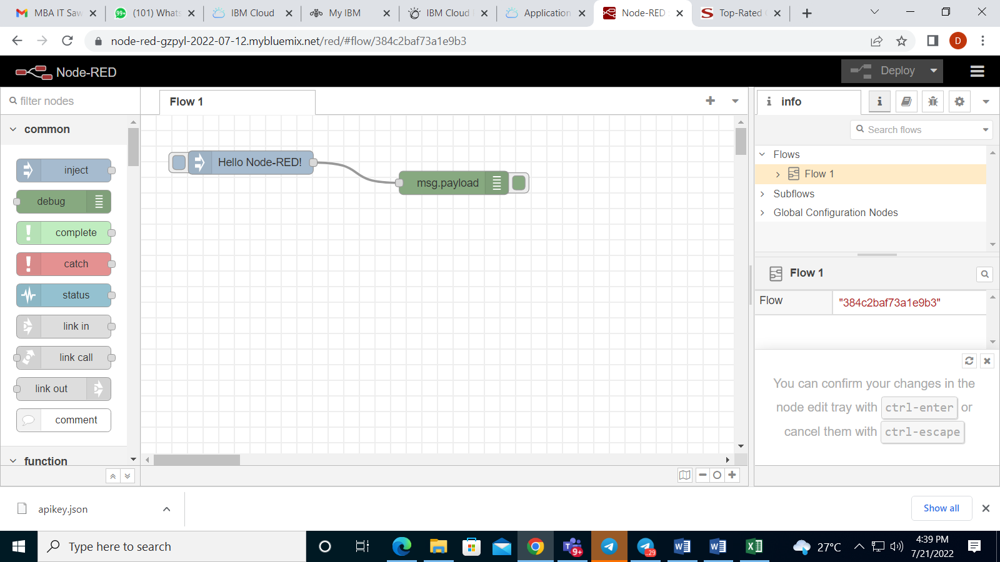 MBA IT Saw
99+ (101) Whats
IBM Cloud
My IBM
IBM Cloud
Application
Node-RED
S Top-Rated
node-red-gzpyl-2022-07-12.mybluemix.net/red/#flow/384c2baf73a1e9b3
D
Node-RED
Deploy
filter nodes
Flow 1
i info
i
common
Search flows
inject
debug
complete
catch
status
link in
link call
link out
comment
function
Hello Node-RED!
msg.payload
Flows
Flow 1
Subflows
Global Configuration Nodes
Flow 1
Flow "384c2baf73a1e9b3"
You can confirm your changes in the
node edit tray with ctrl-enter or
cancel them with ctrl-escape
apikey.json
Show all
Type here to search
9+
.29
27°C
4:39 PM
7/21/2022